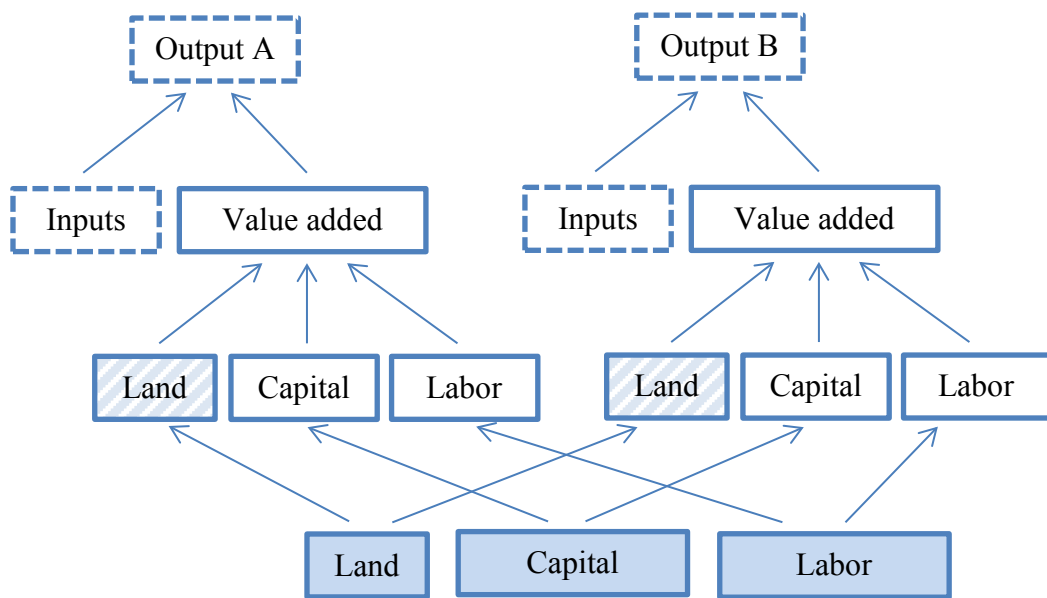 Output A
Output B
Inputs
Value added
Inputs
Value added
Land
Capital
Labor
Land
Capital
Labor
Land
Capital
Labor